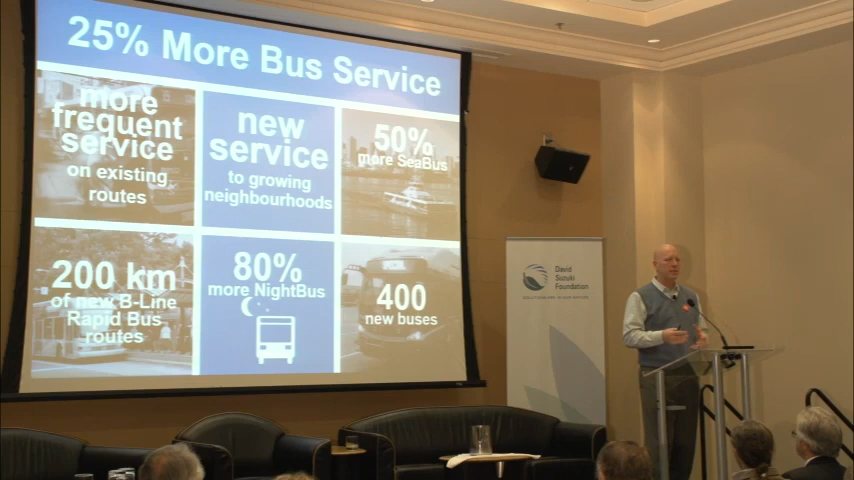 25% More Bus Service
more
frequent
service
on existing
routes
new
service
to growing
neighbourhoods
50%
more SeaBus
200 km
of new B-Line
Rapid Bus
routes
80%
more NightBus
400
new buses
David
Suzuki
Foundation